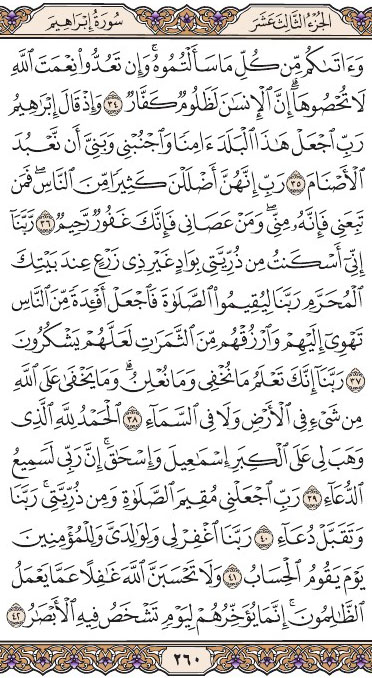 الجُزءُ الثَّالِثَ عَشَرَ سُورَةُ إِبْرَاهِيمَ
وَءَاتَىٰكُم مِّن كُلِّ مَا سَأَلْتُمُوهُۚ وَإِن تَعُدُّوا۟ نِعْمَتَ ٱللَّهِ
لَا تُحْصُوهَآۗ إِنَّ ٱلْإِنسَٰنَ لَظَلُومٌ كَفَّارٌ ٣٤ وَإِذْ قَالَ إِبْرَٰهِيمُ
رَبِّ ٱجْعَلْ هَٰذَا ٱلْبَلَدَ ءَامِنًا وَٱجْنُبْنِى وَبَنِىَّ أَن نَّعْبُدَ
ٱلْأَصْنَامَ ٣٥ رَبِّ إِنَّهُنَّ أَضْلَلْنَ كَثِيرًا مِّنَ ٱلنَّاسِۖ فَمَن
تَبِعَنِى فَإِنَّهُۥ مِنِّىۖ وَمَنْ عَصَانِى فَإِنَّكَ غَفُورٌ رَّحِيمٌ ٣٦ رَّبَّنَآ
إِنِّىٓ أَسْكَنتُ مِن ذُرِّيَّتِى بِوَادٍ غَيْرِ ذِى زَرْعٍ عِندَ بَيْتِكَ
ٱلْمُحَرَّمِ رَبَّنَا لِيُقِيمُوا۟ ٱلصَّلَوٰةَ فَٱجْعَلْ أَفْـِٔدَةً مِّنَ ٱلنَّاسِ
تَهْوِىٓ إِلَيْهِمْ وَٱرْزُقْهُم مِّنَ ٱلثَّمَرَٰتِ لَعَلَّهُمْ يَشْكُرُونَ
٣٧ رَبَّنَآ إِنَّكَ تَعْلَمُ مَا نُخْفِى وَمَا نُعْلِنُۗ وَمَا يَخْفَىٰ عَلَى ٱللَّهِ
مِن شَىْءٍ فِى ٱلْأَرْضِ وَلَا فِى ٱلسَّمَآءِ ٣٨ ٱلْحَمْدُ لِلَّهِ ٱلَّذِى
وَهَبَ لِى عَلَى ٱلْكِبَرِ إِسْمَٰعِيلَ وَإِسْحَٰقَۚ إِنَّ رَبِّى لَسَمِيعُ
ٱلدُّعَآءِ ٣٩ رَبِّ ٱجْعَلْنِى مُقِيمَ ٱلصَّلَوٰةِ وَمِن ذُرِّيَّتِىۚ رَبَّنَا
وَتَقَبَّلْ دُعَآءِ ٤٠ رَبَّنَا ٱغْفِرْ لِى وَلِوَٰلِدَىَّ وَلِلْمُؤْمِنِينَ
يَوْمَ يَقُومُ ٱلْحِسَابُ ٤١ وَلَا تَحْسَبَنَّ ٱللَّهَ غَٰفِلًا عَمَّا يَعْمَلُ
ٱلظَّٰلِمُونَۚ إِنَّمَا يُؤَخِّرُهُمْ لِيَوْمٍ تَشْخَصُ فِيهِ ٱلْأَبْصَٰرُ ٤٢
٢٦٠